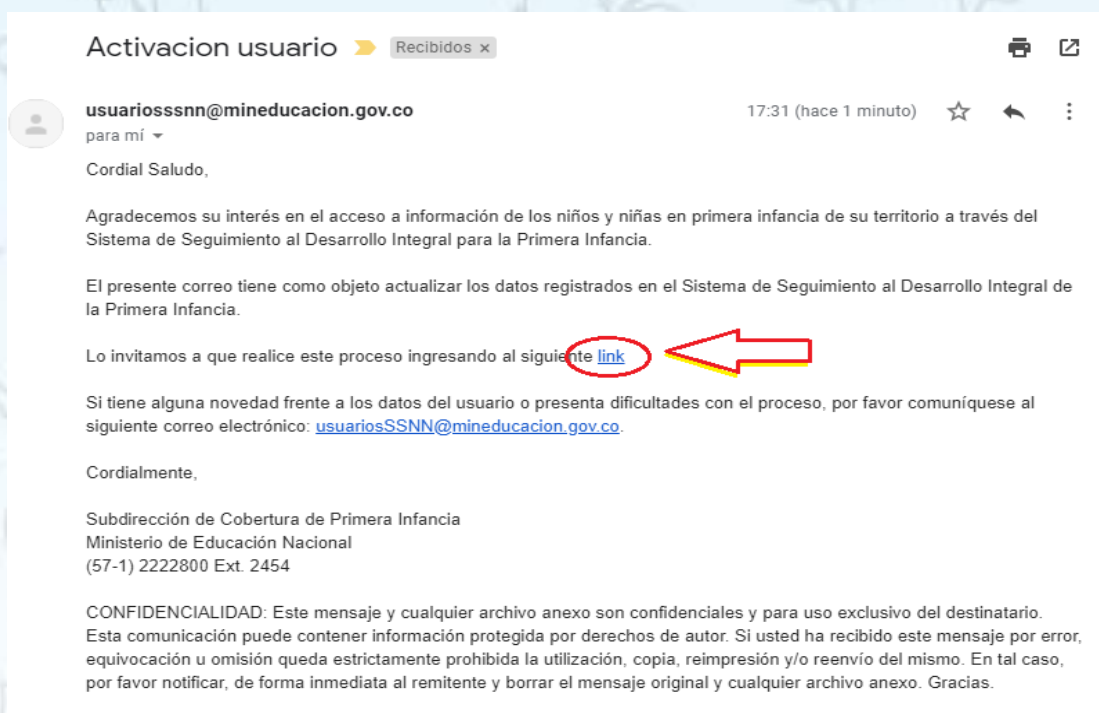 Activacion usuario Recibidos x
usuariosssnn@mineducacion.gov.co 17:31 (hace 1 minuto)
para mí
Cordial Saludo,
Agradecemos su interés en el acceso a información de los niños y niñas en primera infancia de su territorio a través del
Sistema de Seguimiento al Desarrollo Integral para la Primera Infancia.
El presente correo tiene como objeto actualizar los datos registrados en el Sistema de Seguimiento al Desarrollo Integral de
la Primera Infancia.
Lo invitamos a que realice este proceso ingresando al siguiente link
Si tiene alguna novedad frente a los datos del usuario o presenta dificultades con el proceso, por favor comuníquese al
siguiente correo electrónico: usuariosSSNN@mineducacion.gov.co.
Cordialmente,
Subdirección de Cobertura de Primera Infancia
Ministerio de Educación Nacional
(57-1) 2222800 Ext. 2454
CONFIDENCIALIDAD: Este mensaje y cualquier archivo anexo son confidenciales y para uso exclusivo del destinatario.
Esta comunicación puede contener información protegida por derechos de autor. Si usted ha recibido este mensaje por error,
equivocación u omisión queda estrictamente prohibida la utilización, copia, reimpresión y/o reenvío del mismo. En tal caso,
por favor notificar, de forma inmediata al remitente y borrar el mensaje original y cualquier archivo anexo. Gracias.